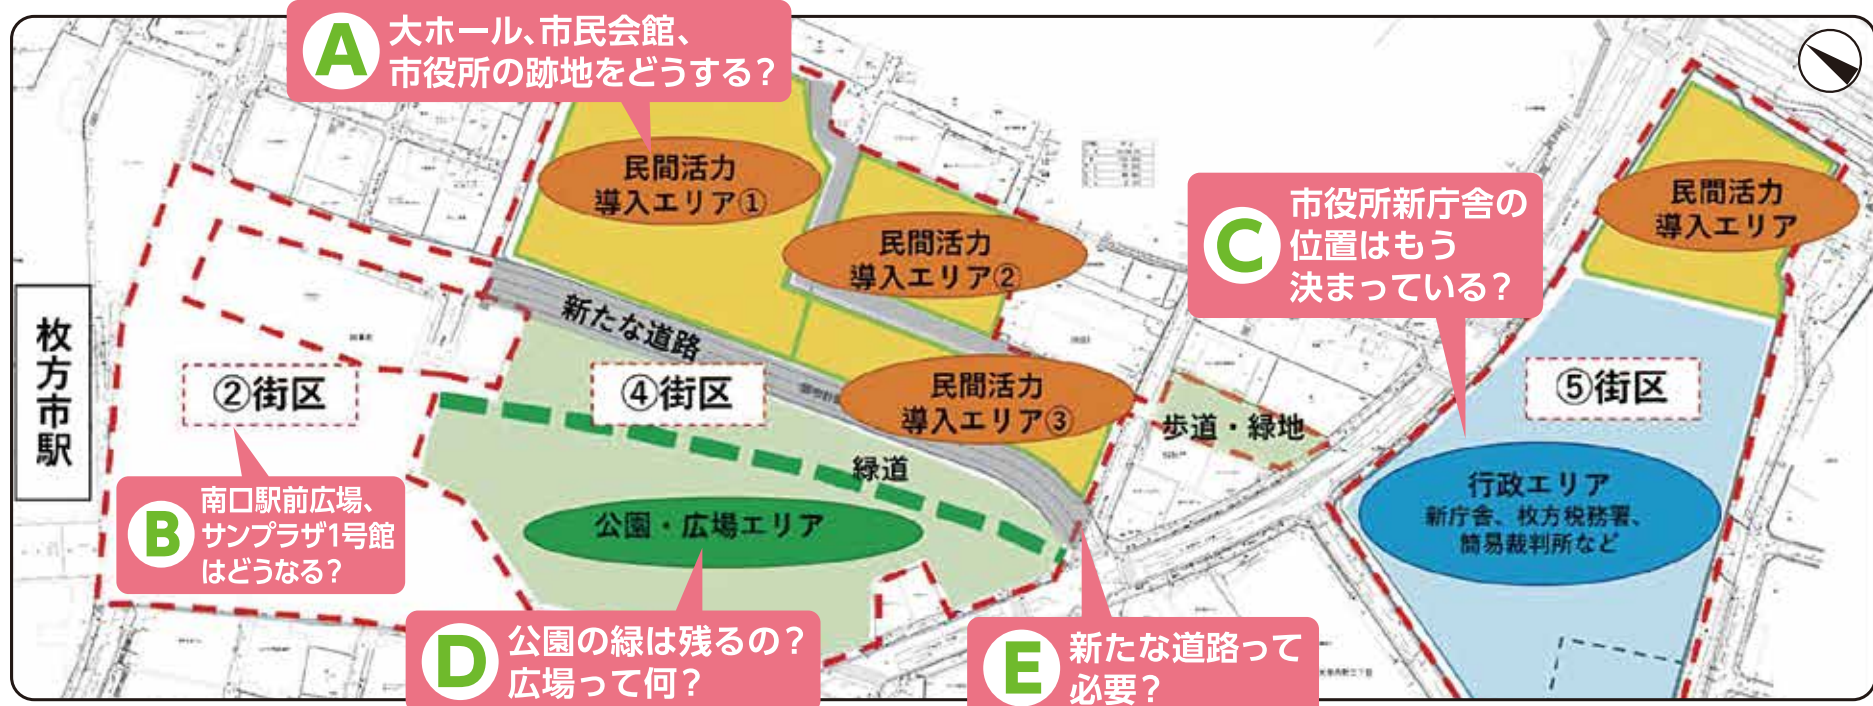 A
大ホール、市民会館、
市役所の跡地をどうする？
民間活力
導入エリア①
民間活力
導入エリア②
民間活力
導入エリア③
民間活力
導入エリア
C
市役所新庁舎の
位置はもう
決まっている？
新たな道路
枚方市駅
②街区
④街区
⑤街区
歩道・緑地
緑道
公園・広場エリア
行政エリア
新庁舎、枚方税務署、
簡易裁判所など
B
南口駅前広場、
サンプラザ1号館
はどうなる？
D
公園の緑は残るの？
広場って何？
E
新たな道路って
必要？